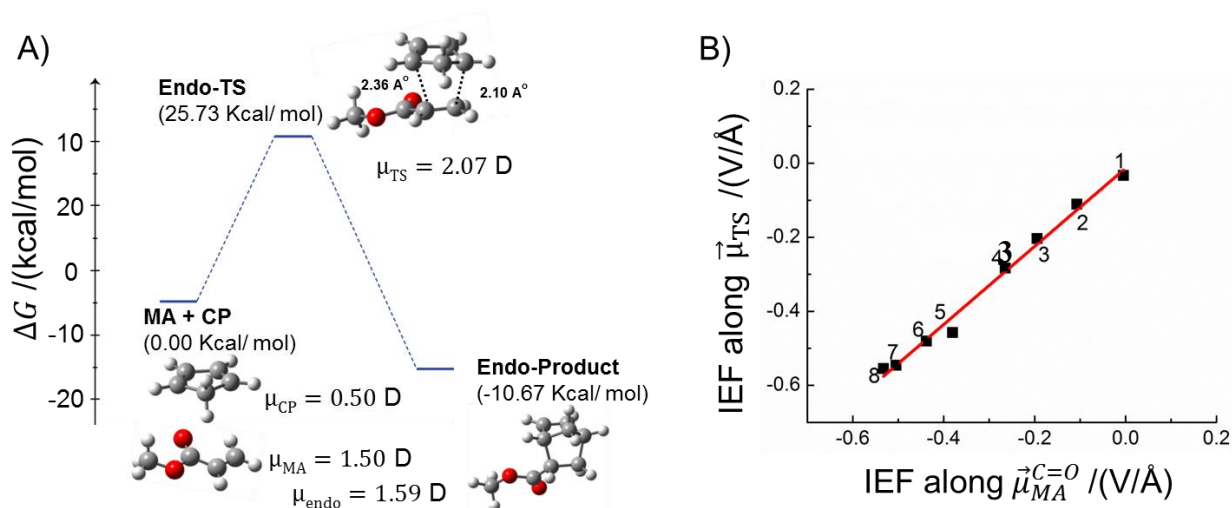 A)
Endo-TS
(25.73 Kcal/ mol)
2.36 A°
2.10 A°
μTS = 2.07 D
ΔG /(kcal/mol)
10
20
0
-10
-20
MA + CP
(0.00 Kcal/ mol)
μCP = 0.50 D
μMA = 1.50 D
μendo = 1.59 D
Endo-Product
(-10.67 Kcal/ mol)
B)
IEF along μ⃗TS /(V/Å)
0.2
0.0
-0.2
-0.4
-0.6
1
2
3
3
4
5
6
7
8
-0.6
-0.4
-0.2
0.0
0.2
IEF along μ⃗MA^C=O /(V/Å)